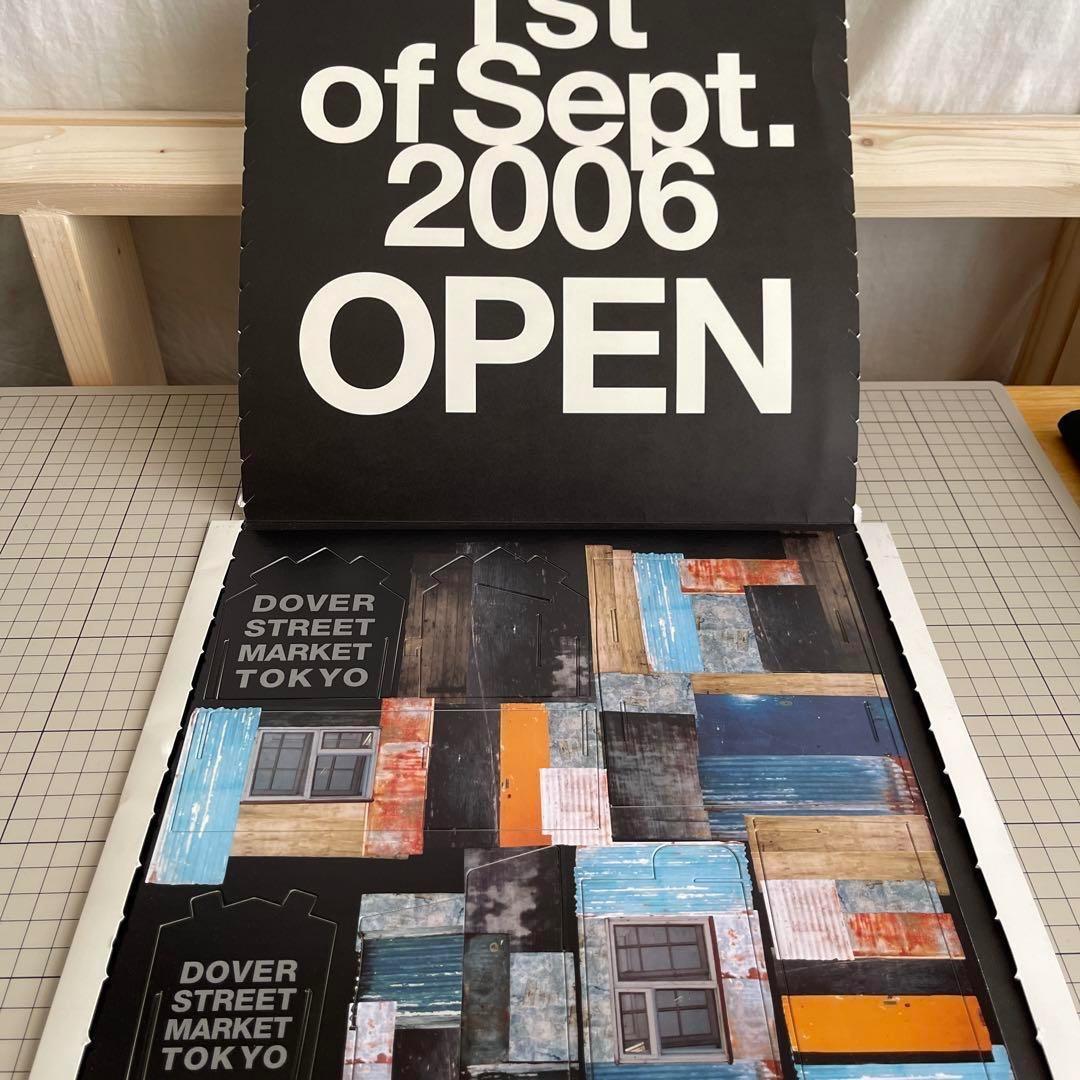 1st
of Sept.
2006
OPEN
DOVER
STREET
MARKET
TOKYO
DOVER
STREET
MARKET
TOKYO